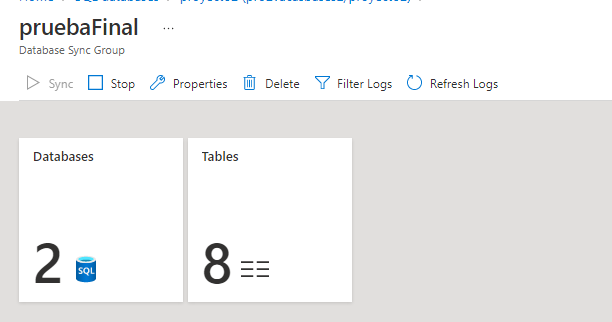 pruebaFinal ...
Database Sync Group
Sync Stop Properties Delete Filter Logs Refresh Logs
Databases Tables
2 SQL 8